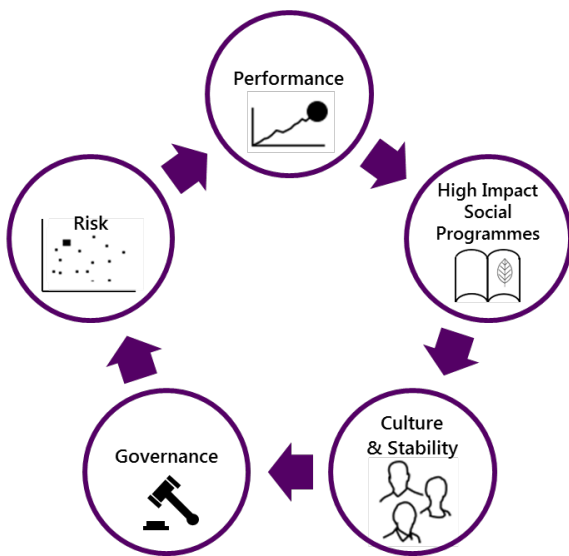 Performance
High Impact
Social
Programmes
Culture
& Stability
Governance
Risk